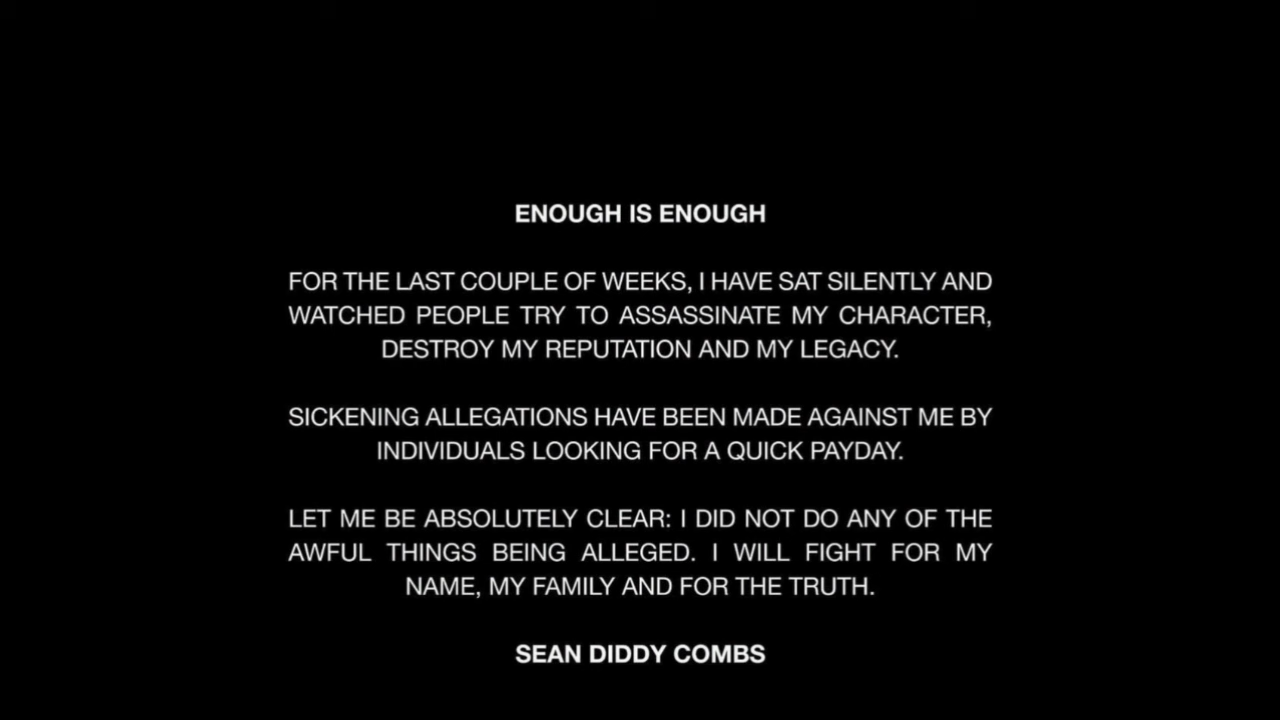 ENOUGH IS ENOUGH
FOR THE LAST COUPLE OF WEEKS, I HAVE SAT SILENTLY AND
WATCHED PEOPLE TRY TO ASSASSINATE MY CHARACTER,
DESTROY MY REPUTATION AND MY LEGACY.
SICKENING ALLEGATIONS HAVE BEEN MADE AGAINST ME BY
INDIVIDUALS LOOKING FOR A QUICK PAYDAY.
LET ME BE ABSOLUTELY CLEAR: I DID NOT DO ANY OF THE
AWFUL THINGS BEING ALLEGED. I WILL FIGHT FOR MY
NAME, MY FAMILY AND FOR THE TRUTH.
SEAN DIDDY COMBS